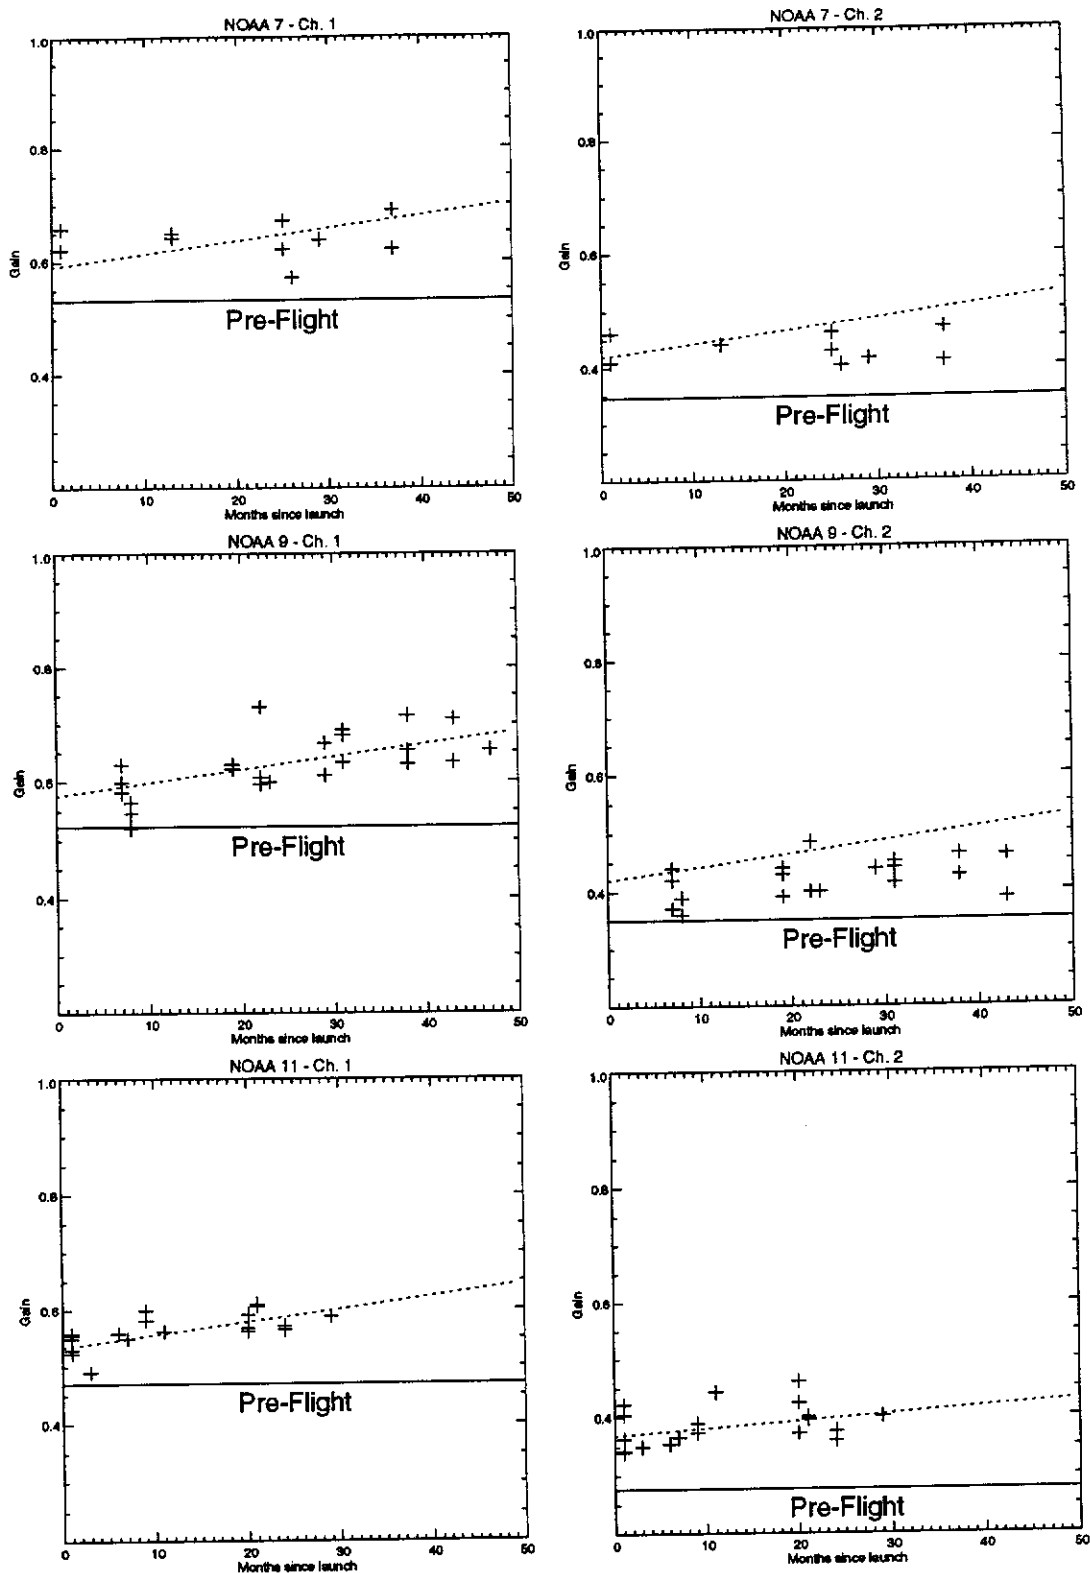 NOAA 7 - Ch. 1
1.0
0.8
0.6
0.4
Gain
Pre-Flight
0 10 20 30 40 50
Months since launch
NOAA 7 - Ch. 2
1.0
0.8
0.6
0.4
Gain
Pre-Flight
0 10 20 30 40 50
Months since launch
NOAA 9 - Ch. 1
1.0
0.8
0.6
0.4
Gain
Pre-Flight
0 10 20 30 40 50
Months since launch
NOAA 9 - Ch. 2
1.0
0.8
0.6
0.4
Gain
Pre-Flight
0 10 20 30 40 50
Months since launch
NOAA 11 - Ch. 1
1.0
0.8
0.6
0.4
Gain
Pre-Flight
0 10 20 30 40 50
Months since launch
NOAA 11 - Ch. 2
1.0
0.8
0.6
0.4
Gain
Pre-Flight
0 10 20 30 40 50
Months since launch